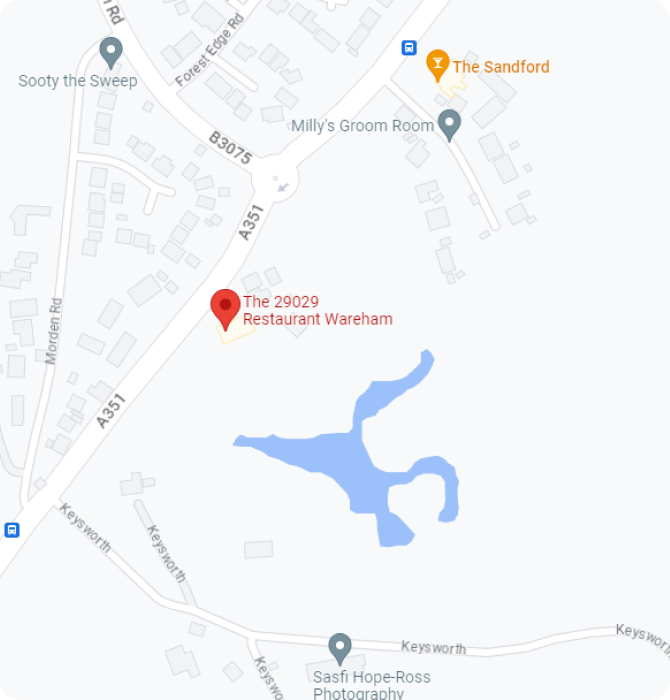 n Rd
Forest Edge Rd
Sooty the Sweep
The Sandford
Milly's Groom Room
B3075
A351
The 29029
Restaurant Wareham
Morden Rd
A351
Keysworth
Keysworth
Keysworth
Keysworth
Keyswo
Sasfi Hope-Ross
Photography